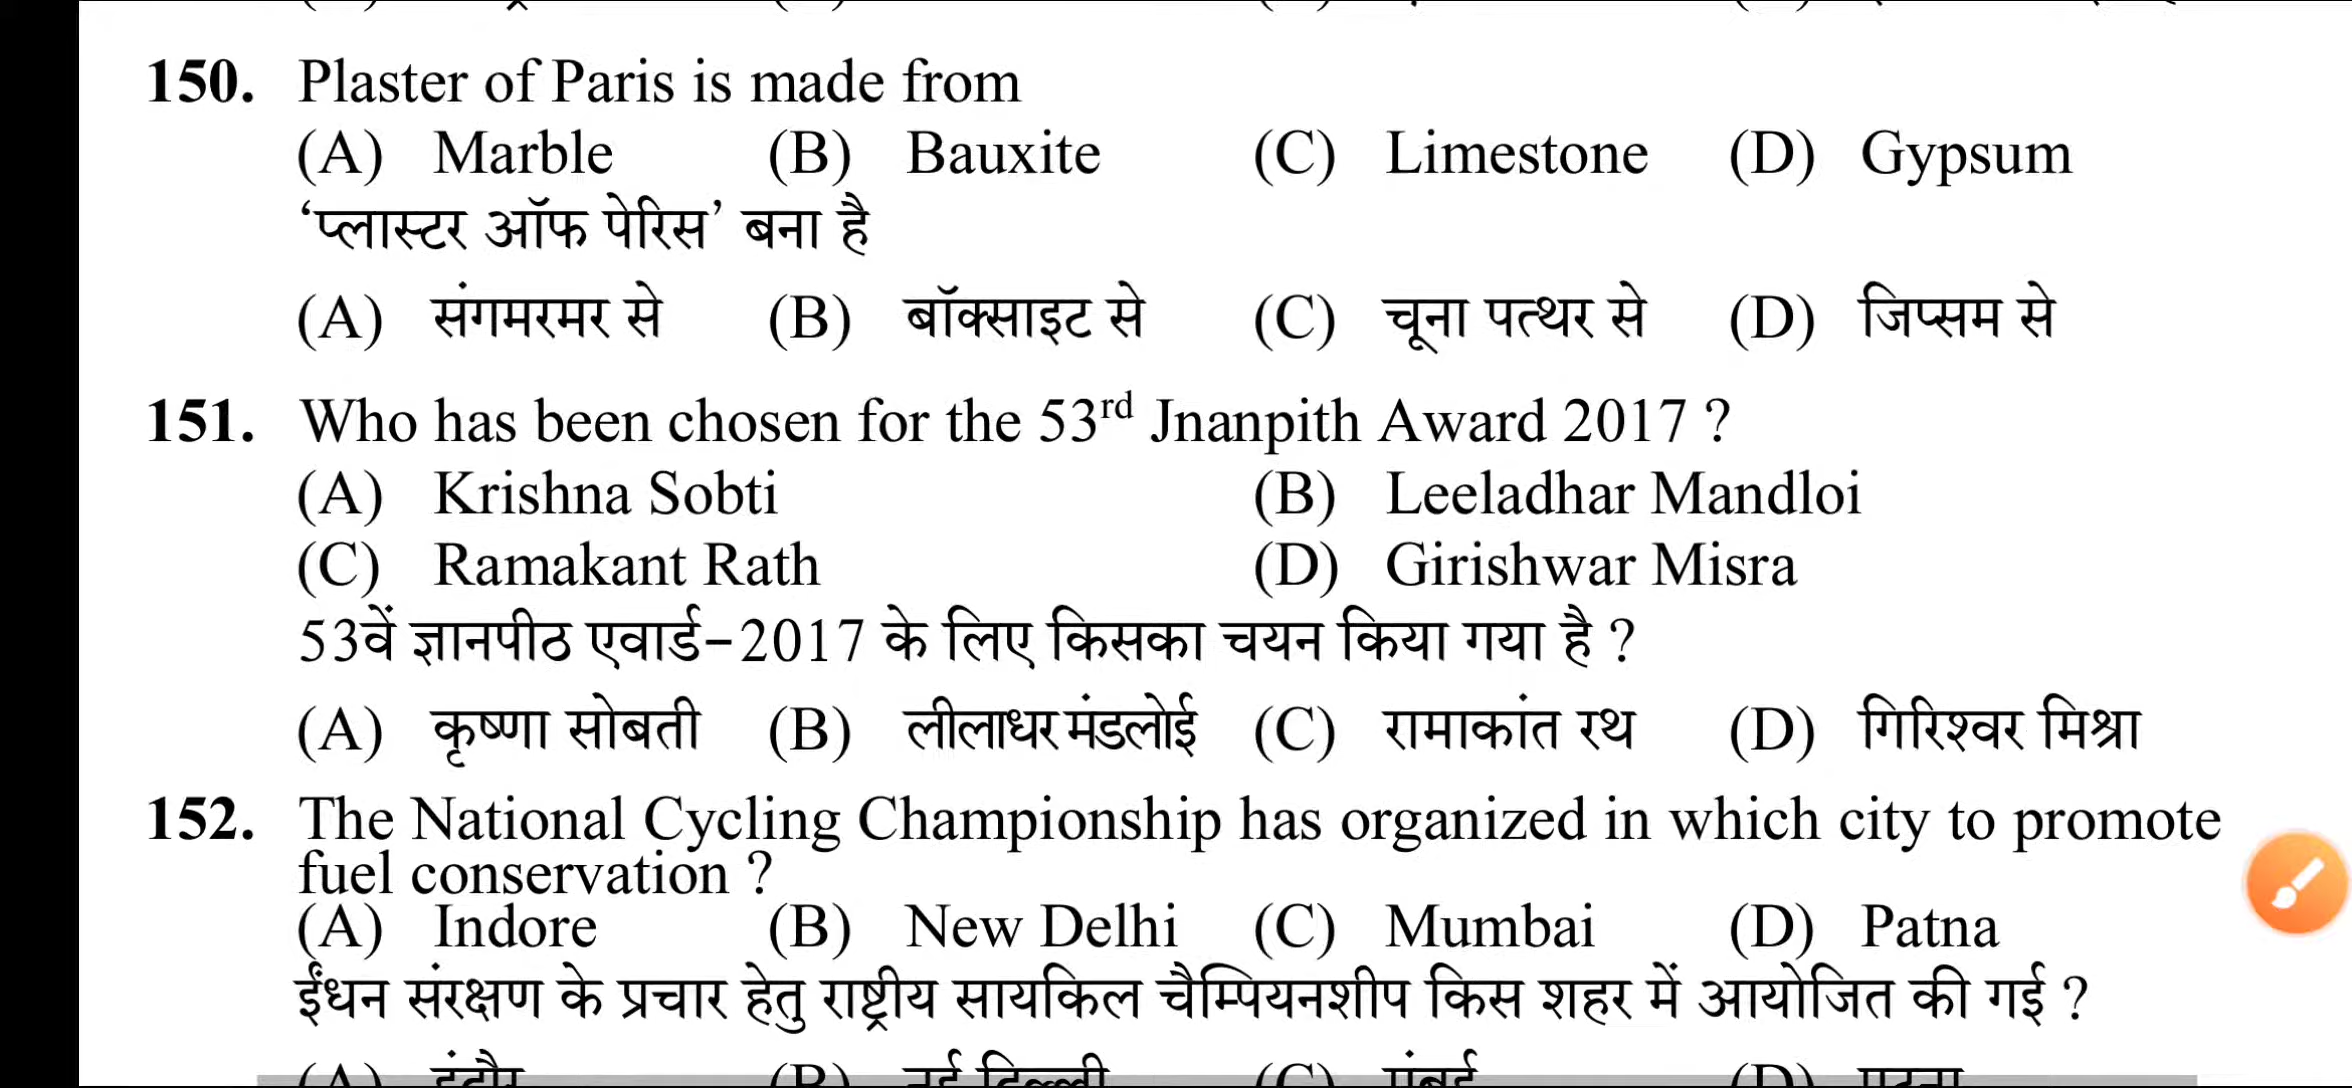 150. Plaster of Paris is made from
(A) Marble (B) Bauxite (C) Limestone (D) Gypsum
‘प्लास्टर ऑफ पेरिस’ बना है
(A) संगमरमर से (B) बॉक्साइट से (C) चूना पत्थर से (D) जिप्सम से
151. Who has been chosen for the 53rd Jnanpith Award 2017 ?
(A) Krishna Sobti (B) Leeladhar Mandloi
(C) Ramakant Rath (D) Girishwar Misra
53वें ज्ञानपीठ एवार्ड–2017 के लिए किसका चयन किया गया है ?
(A) कृष्णा सोबती (B) लीलाधर मंडलोई (C) रामाकांत रथ (D) गिरिश्वर मिश्रा
152. The National Cycling Championship has organized in which city to promote
fuel conservation ?
(A) Indore (B) New Delhi (C) Mumbai (D) Patna
ईंधन संरक्षण के प्रचार हेतु राष्ट्रीय सायकिल चैम्पियनशीप किस शहर में आयोजित की गई ?
(A) इंदौर (B) नई दिल्ली (C) मुंबई (D) पटना